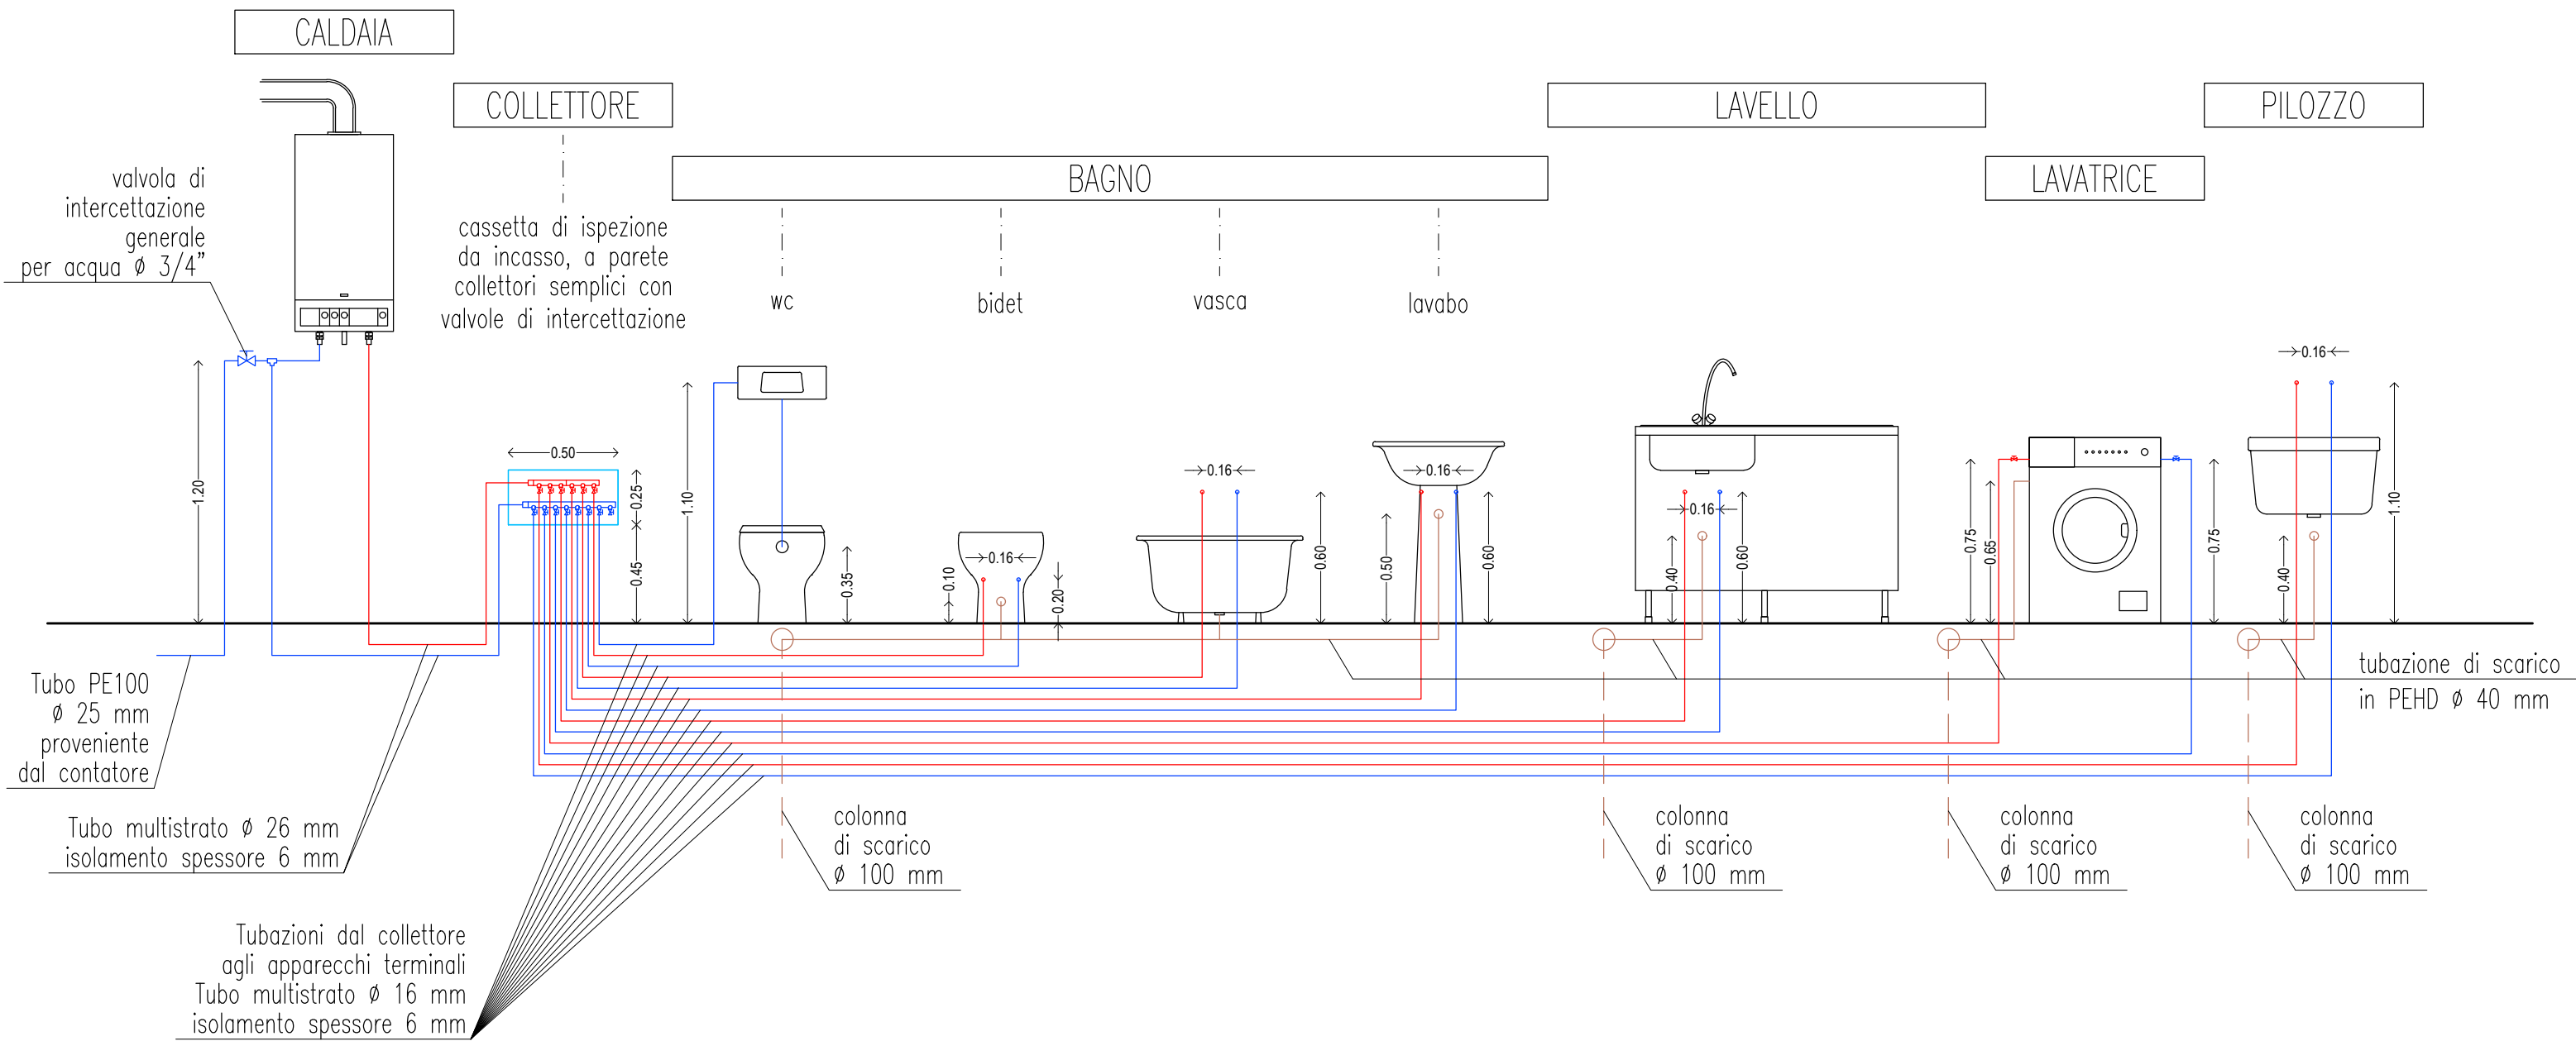 CALDAIA
COLLETTORE
LAVELLO
PILOZZO
BAGNO
LAVATRICE
valvola di
intercettazione
generale
per acqua ø 3/4"
cassetta di ispezione
da incasso, a parete
collettori semplici con
valvole di intercettazione
wc
bidet
vasca
lavabo
1.20
0.50
0.25
0.45
1.10
0.35
0.10
0.16
0.20
0.16
0.60
0.50
0.16
0.60
0.40
0.16
0.60
0.75
0.65
0.75
0.16
0.40
1.10
Tubo PE100
ø 25 mm
proveniente
dal contatore
tubazione di scarico
in PEHD ø 40 mm
Tubo multistrato ø 26 mm
isolamento spessore 6 mm
colonna
di scarico
ø 100 mm
colonna
di scarico
ø 100 mm
colonna
di scarico
ø 100 mm
colonna
di scarico
ø 100 mm
Tubazioni dal collettore
agli apparecchi terminali
Tubo multistrato ø 16 mm
isolamento spessore 6 mm